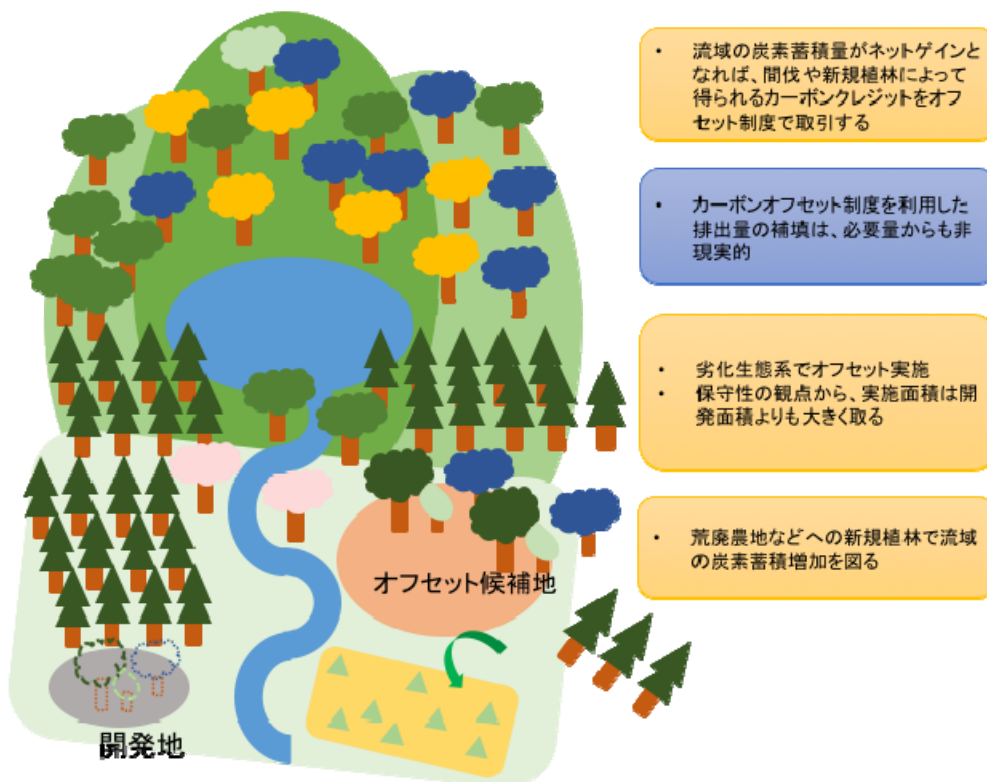 • 流域の炭素蓄積量がネットゲインと
なれば、間伐や新規植林によって
得られるカーボンクレジットをオフ
セット制度で取引する
• カーボンオフセット制度を利用した
排出量の補填は、必要量からも非
現実的
• 劣化生態系でオフセット実施
• 保守性の観点から、実施面積は開
発面積よりも大きく取る
• 荒廃農地などへの新規植林で流域
の炭素蓄積増加を図る
オフセット候補地
開発地